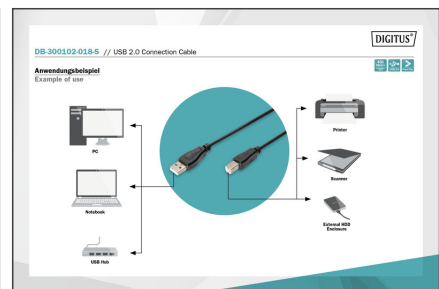 DIGITUS®
DB-300102-018-S // USB 2.0 Connection Cable
Anwendungsbeispiel
Example of use
PC
Notebook
USB Hub
Printer
Scanner
External HDD
Enclosure